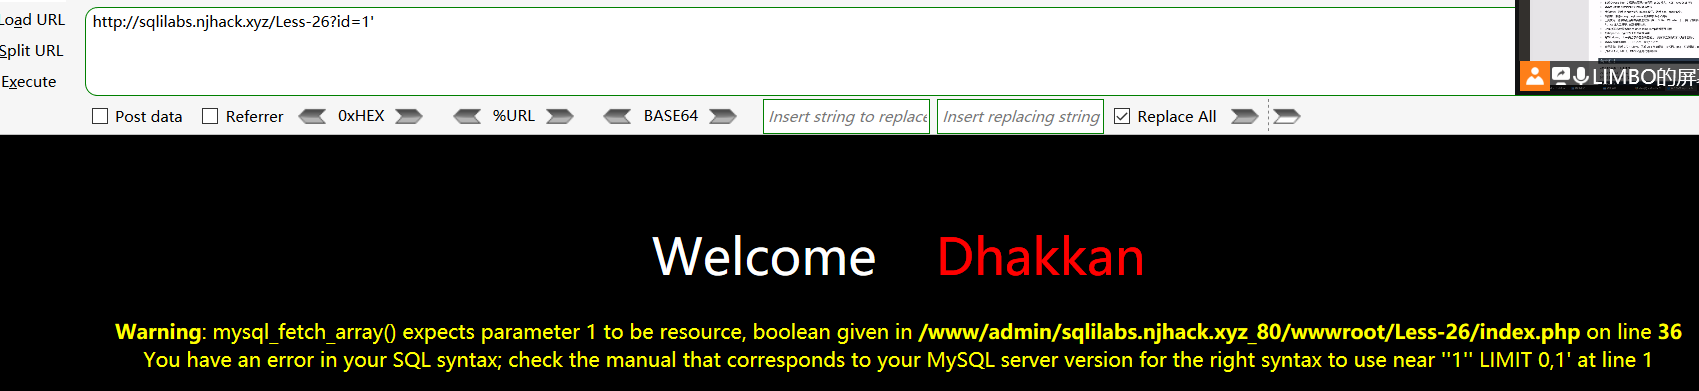 Load URL
http://sqlilabs.njhack.xyz/Less-26?id=1'
Split URL
Execute
LIMBO的屏
Post data Referrer 0xHEX %URL BASE64 Insert string to replace Insert replacing string Replace All
Welcome Dhakkan
Warning: mysql_fetch_array() expects parameter 1 to be resource, boolean given in /www/admin/sqlilabs.njhack.xyz_80/wwwroot/Less-26/index.php on line 36
You have an error in your SQL syntax; check the manual that corresponds to your MySQL server version for the right syntax to use near ''1'' LIMIT 0,1' at line 1